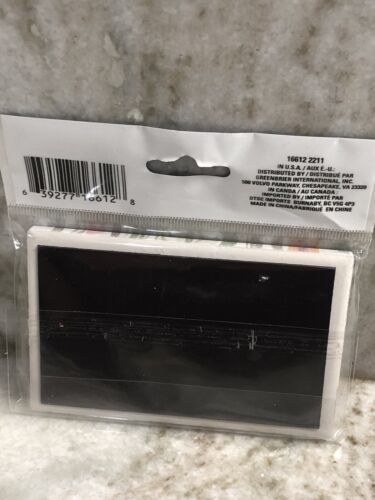 16612 2211
IN U.S.A. / AUX É.-U.:
DISTRIBUTED BY / DISTRIBUÉ PAR
GREENBRIER INTERNATIONAL, INC.
500 VOLVO PARKWAY, CHESAPEAKE, VA 23320
IN CANADA / AU CANADA:
IMPORTED BY / IMPORTÉ PAR
DTSC IMPORTS BURNABY, BC V5G 4P3
MADE IN CHINA/FABRIQUÉ EN CHINE
6 39277 16612 8